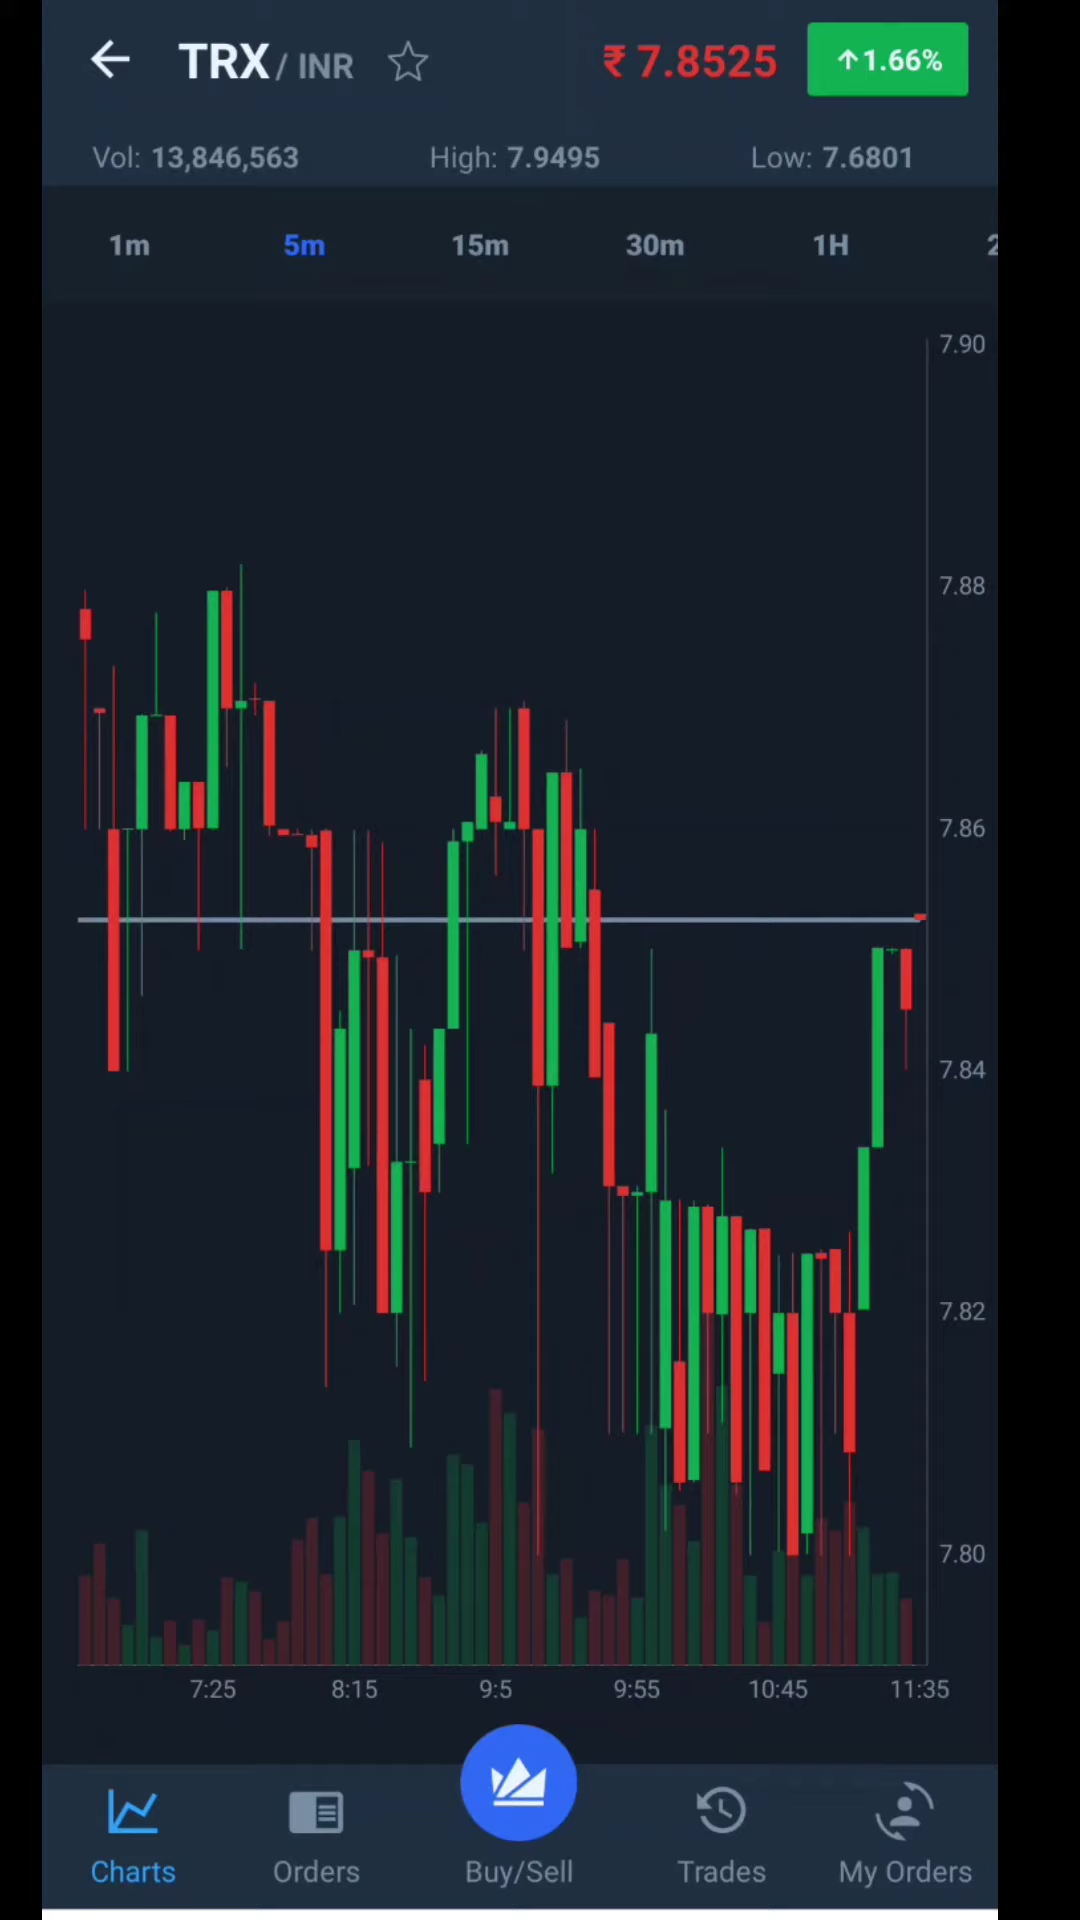 TRX / INR ₹ 7.8525 ↑1.66%
Vol: 13,846,563 High: 7.9495 Low: 7.6801
1m 5m 15m 30m 1H
7.90
7.88
7.86
7.84
7.82
7.80
7:25 8:15 9:5 9:55 10:45 11:35
Charts Orders Buy/Sell Trades My Orders